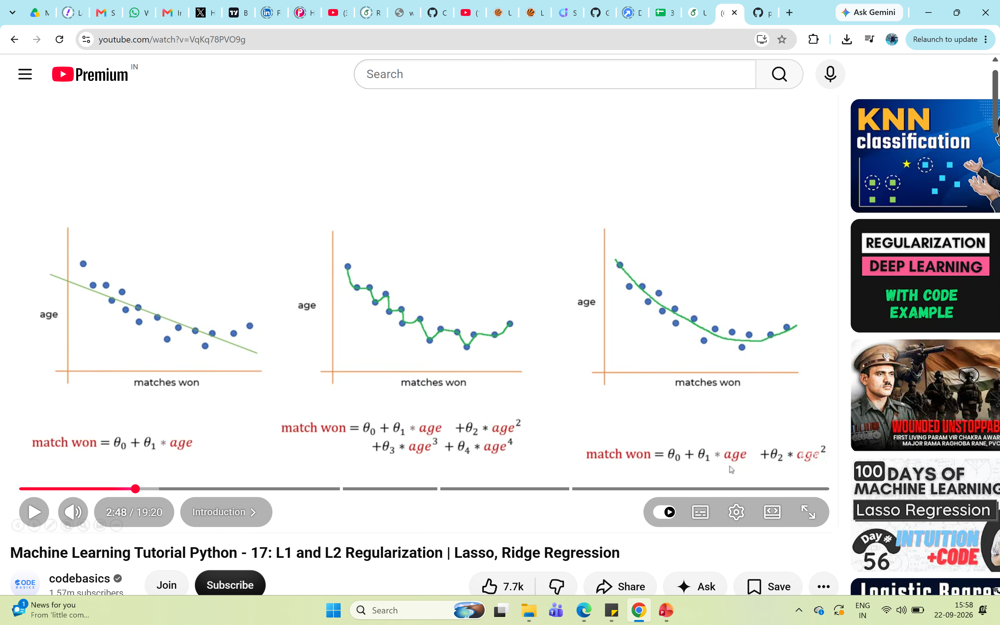 Ask Gemini
youtube.com/watch?v=VqKq78PVO9g
Relaunch to update
Premium IN
Search
KNN
classification
REGULARIZATION
DEEP LEARNING
WITH CODE
EXAMPLE
age
matches won
age
matches won
age
matches won
match won = θ₀ + θ₁ * age
match won = θ₀ + θ₁ * age +θ₂ * age²
+θ₃ * age³ + θ₄ * age⁴
match won = θ₀ + θ₁ * age +θ₂ * age²
WOUNDED UNSTOPPAB
FIRST LIVING PARAM VIR CHAKRA AWAR
MAJOR RAMA RAGHOBA RANE, PVC
100 DAYS OF
MACHINE LEARNING
Lasso Regression
Day # 56
INTUITION
+CODE
2:48 / 19:20
Introduction
Machine Learning Tutorial Python - 17: L1 and L2 Regularization | Lasso, Ridge Regression
CODE
BASICS
codebasics
1.57m subscribers
Join
Subscribe
7.7k
Share
Ask
Save
Logistic Regres
1
News for you
From 'little com...
Search
ENG
IN
15:58
22-09-2026